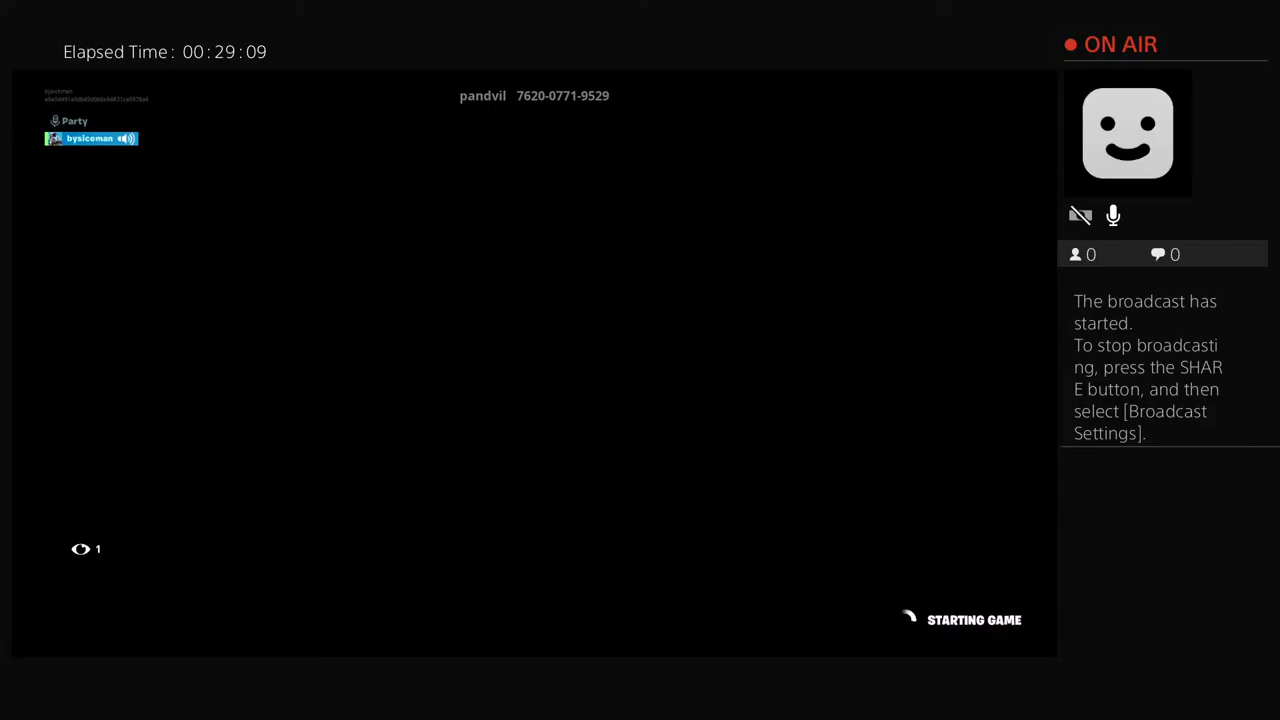 Elapsed Time: 00:29:09
ON AIR
bysiceman
pandvil 7620-0771-9529
Party
bysiceman
0 0
The broadcast has
started.
To stop broadcasti
ng, press the SHAR
E button, and then
select [Broadcast
Settings].
1
STARTING GAME